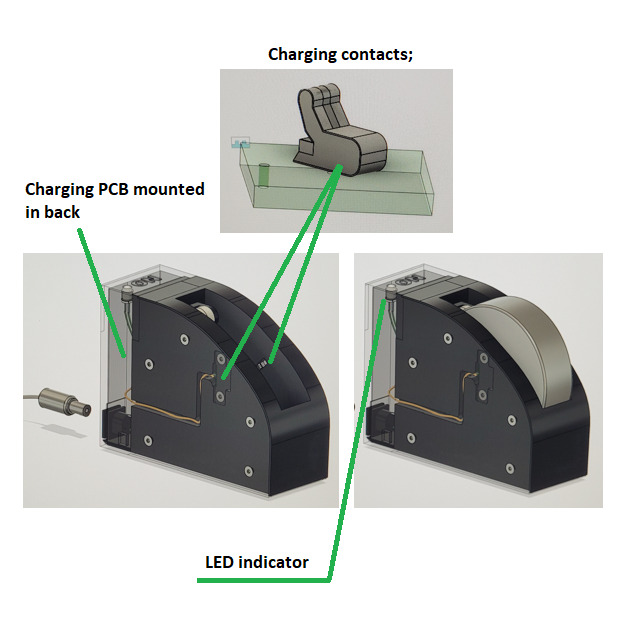 Charging contacts;
Charging PCB mounted
in back
LED indicator